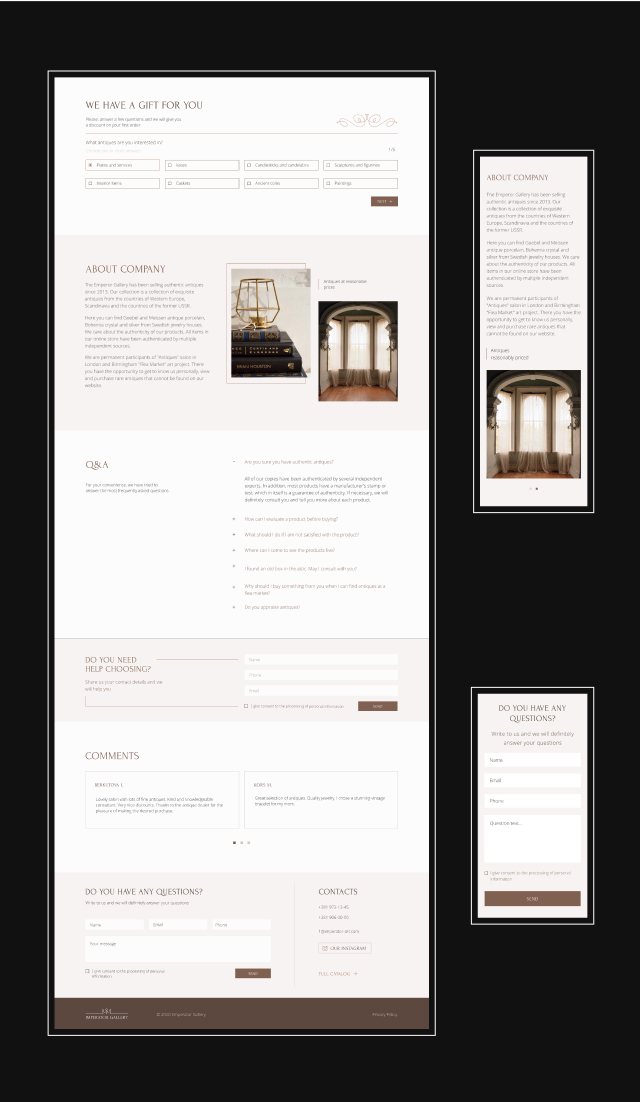 WE HAVE A GIFT FOR YOU
Please, answer a few questions and we will give you
a discount on your first order
What antiques are you interested in?
1/6
Plates and services
Vases
Candlesticks and candelabra
Sculptures and figurines
Interior items
Caskets
Ancient coins
Paintings
NEXT
ABOUT COMPANY
The Emperor Gallery has been selling authentic antiques
since 2013. Our collection is a collection of exquisite
antiques from the countries of Western Europe,
Scandinavia and the countries of the former USSR.
Here you can find Gastell and Meissen antique porcelain,
Bohemia crystal and silver from Swedish jewelry houses.
We care about the authenticity of our products. All items in
our online store have been authenticated by multiple
independent sources.
We are permanent participants of "Antiques" salon in
London and Birmingham "Flea Market" art project. There
you have the opportunity to get to know us personally, view
and purchase rare antiques that cannot be found on our
website.
Antiques at reasonable
prices
BRIAN HOUSTON
Q&A
For your convenience, we have tried to
answer the most frequently asked questions.
Are you sure you have authentic antiques?
All of our copies have been authenticated by several independent
experts. In addition, most products have a manufacturer's stamp or
test, which in itself is a guarantee of authenticity. If necessary, we will
definitely consult you and tell you more about each product.
How can I evaluate a product before buying?
What should I do if I am not satisfied with the product?
Where can I come to see the products live?
I found an old box in the attic. May I consult with you?
Why should I buy something from you when I can find antiques at a
flea market?
Do you appraise antiques?
DO YOU NEED
HELP CHOOSING?
Share us your contact details and we
will help you
Name
Phone
Email
I give consent to the processing of personal information
SEND
COMMENTS
Lovely salon with lots of fine antiques. Kind and knowledgeable
consultant. Very nice discounts. Thanks to the antique dealer for the
pleasure of making the desired purchase.
Great selection of antiques. Quality jewelry. I chose a stunning vintage
bracelet for my mom.
DO YOU HAVE ANY QUESTIONS?
Write to us and we will definitely answer your questions
Name
Email
Phone
Your message
I give consent to the processing of personal
information
SEND
CONTACTS
OUR INSTAGRAM
FULL CATALOG
Privacy Policy
ABOUT COMPANY
The Emperor Gallery has been selling
authentic antiques since 2013. Our
collection is a collection of exquisite
antiques from the countries of Western
Europe, Scandinavia and the countries of
the former USSR.
Here you can find Gastell and Meissen
antique porcelain, Bohemia crystal and
silver from Swedish jewelry houses. We
care about the authenticity of our products. All
items in our online store have been
authenticated by multiple independent
sources.
We are permanent participants of
"Antiques" salon in London and Birmingham
"Flea Market" art project. There you have the
opportunity to get to know us personally,
view and purchase rare antiques that
cannot be found on our website.
Antiques
reasonably prices!
DO YOU HAVE ANY
QUESTIONS?
Write to us and we will definitely
answer your questions
Name
Email
Phone
Question text...
I give consent to the processing of personal
information
SEND